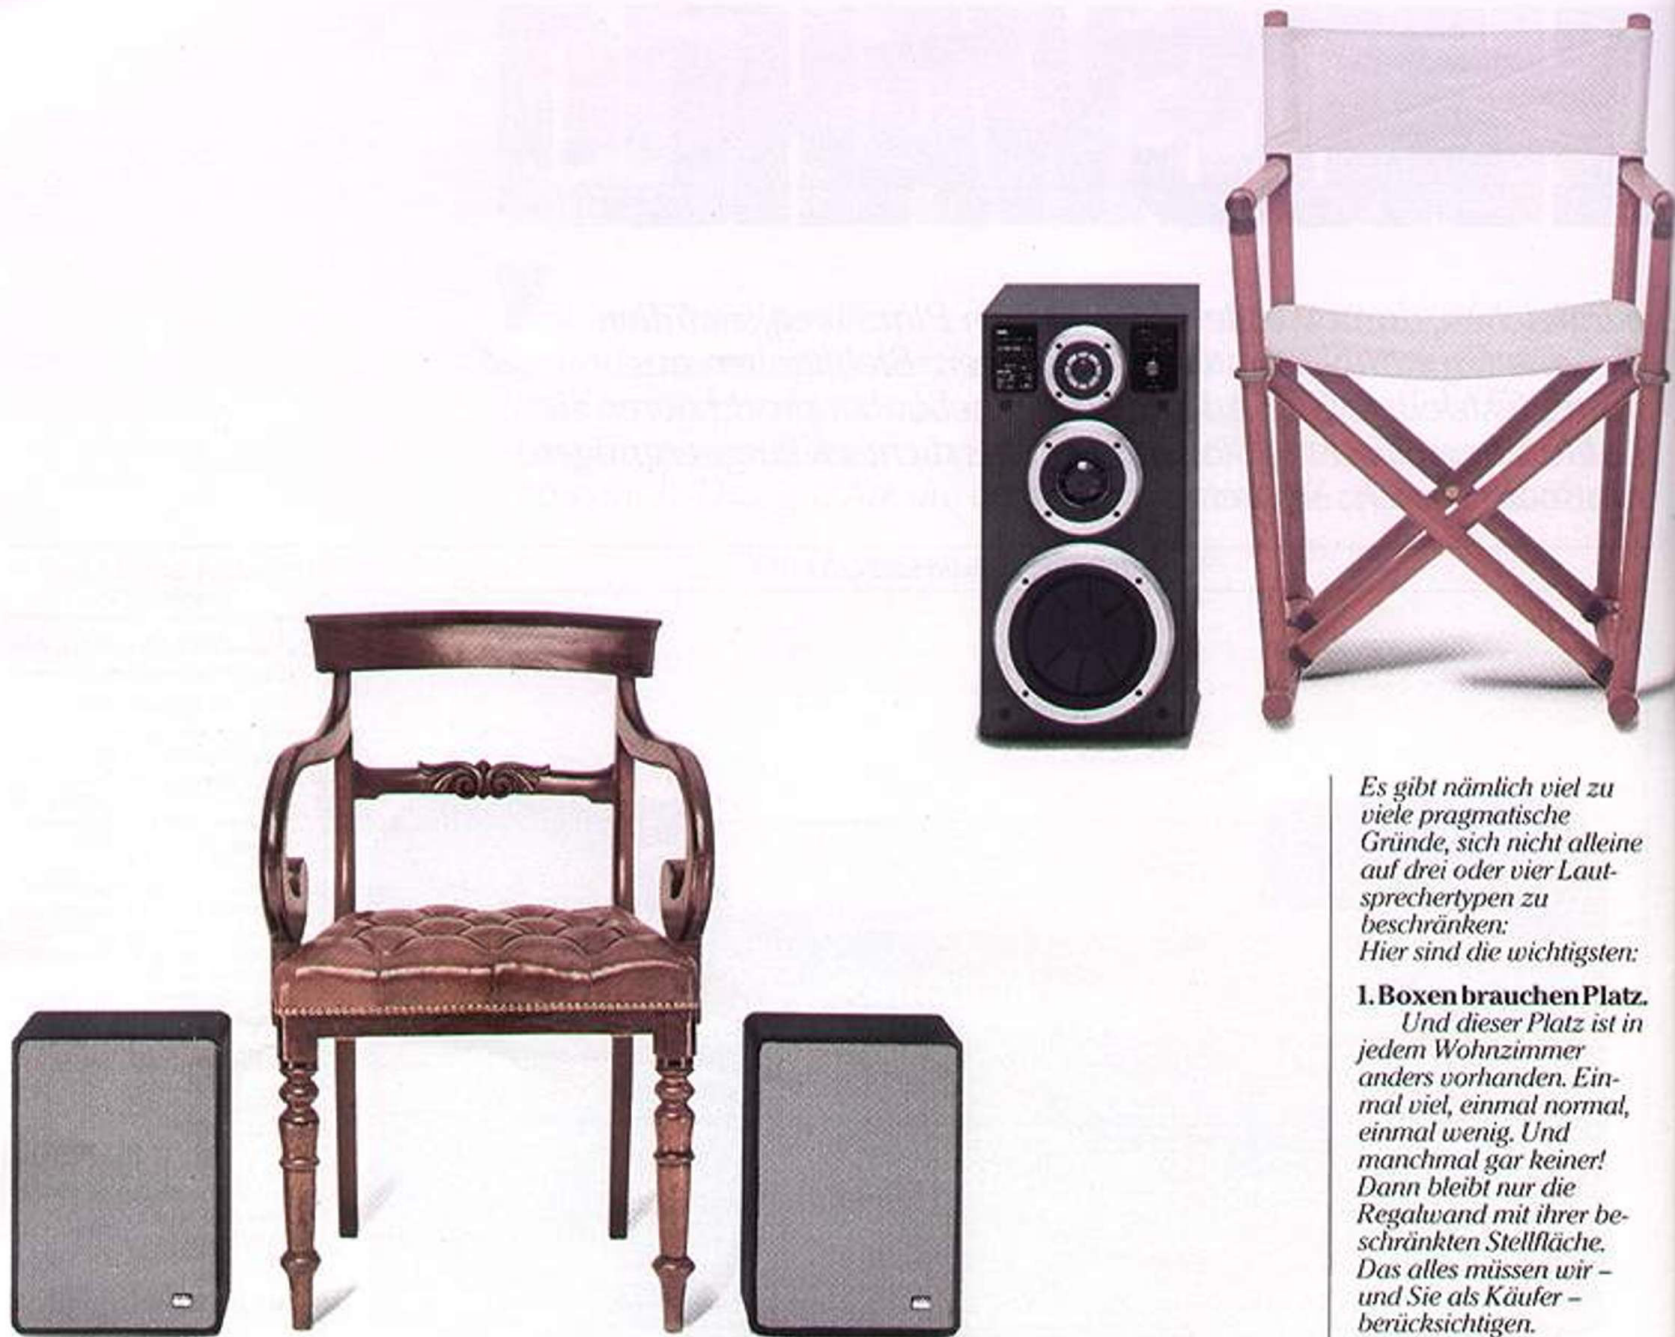 Es gibt nämlich viel zu
viele pragmatische
Gründe, sich nicht alleine
auf drei oder vier Laut-
sprechertypen zu
beschränken:
Hier sind die wichtigsten:
1. Boxen brauchen Platz.
Und dieser Platz ist in
jedem Wohnzimmer
anders vorhanden. Ein-
mal viel, einmal normal,
einmal wenig. Und
manchmal gar keiner!
Dann bleibt nur die
Regalwand mit ihrer be-
schränkten Stellfläche.
Das alles müssen wir –
und Sie als Käufer –
berücksichtigen.